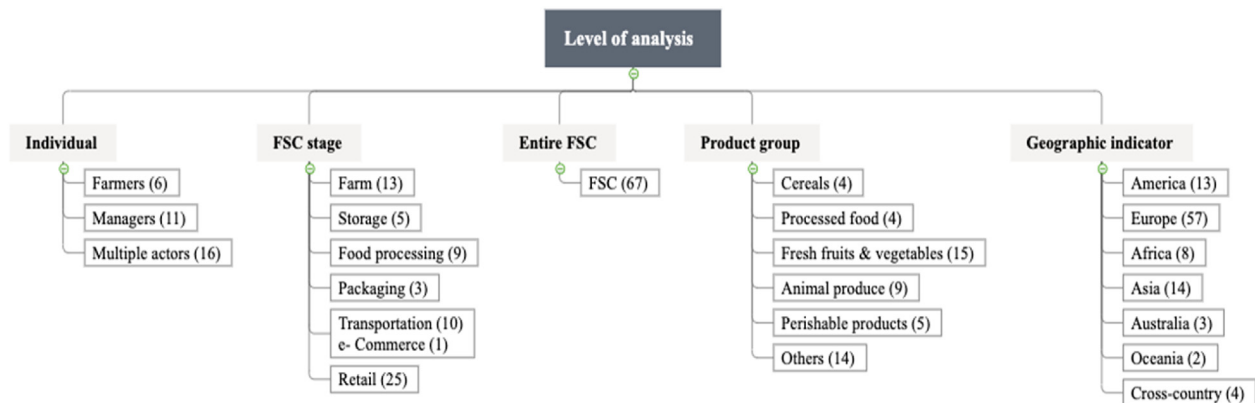 Level of analysis
Individual
Farmers (6)
Managers (11)
Multiple actors (16)
FSC stage
Farm (13)
Storage (5)
Food processing (9)
Packaging (3)
Transportation (10)
e- Commerce (1)
Retail (25)
Entire FSC
FSC (67)
Product group
Cereals (4)
Processed food (4)
Fresh fruits & vegetables (15)
Animal produce (9)
Perishable products (5)
Others (14)
Geographic indicator
America (13)
Europe (57)
Africa (8)
Asia (14)
Australia (3)
Oceania (2)
Cross-country (4)